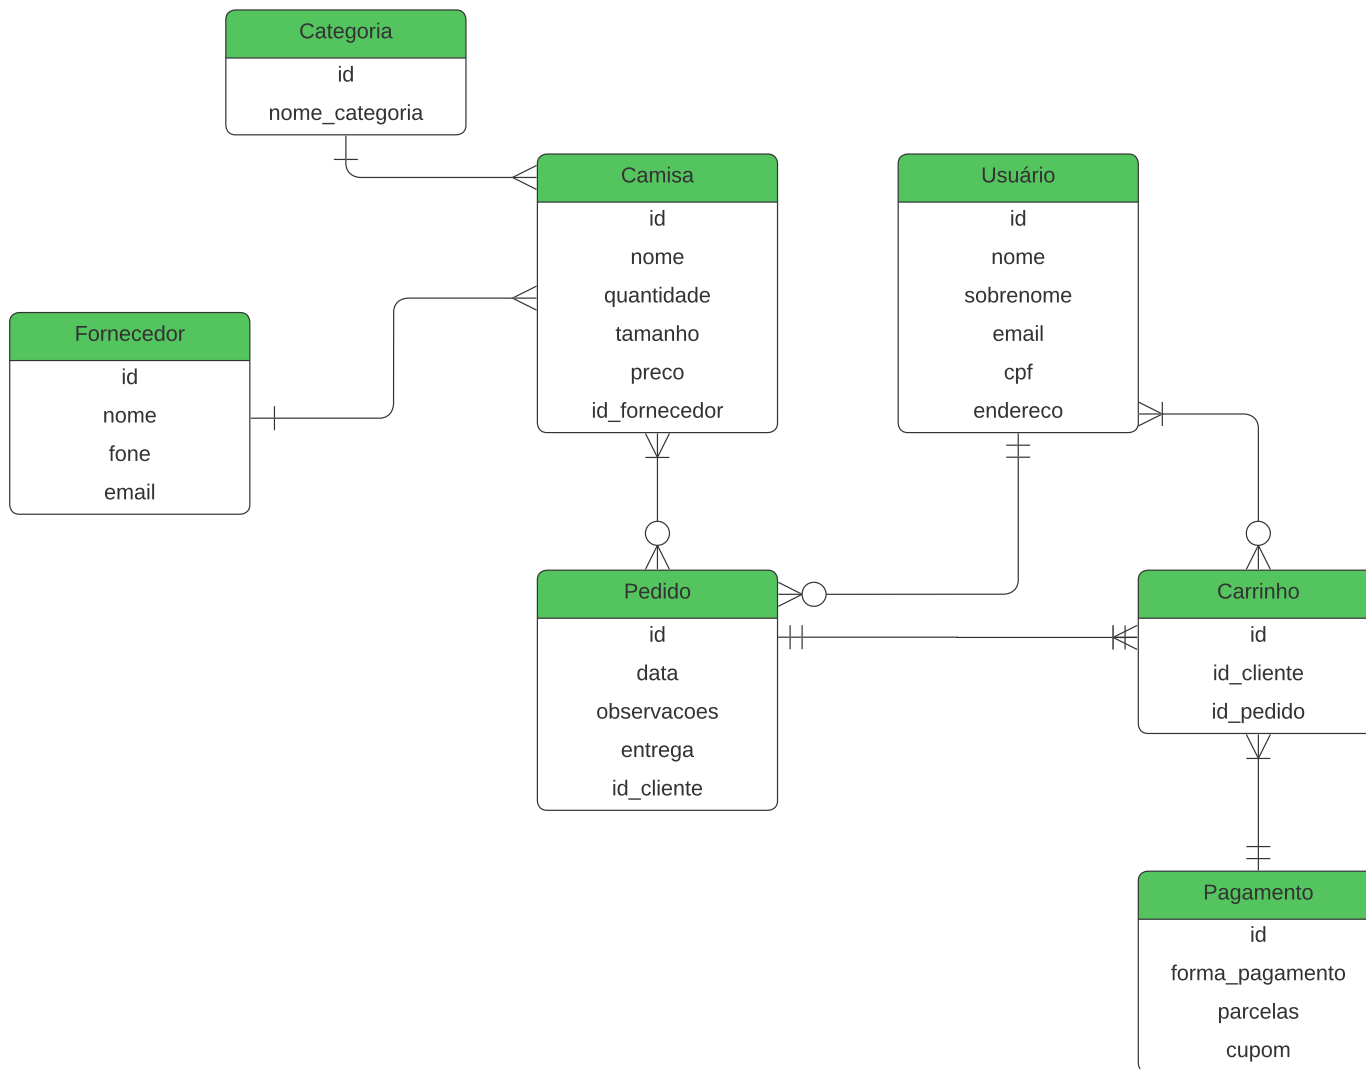 Categoria
id
nome_categoria
Camisa
id
nome
quantidade
tamanho
preco
id_fornecedor
Usuário
id
nome
sobrenome
email
cpf
endereco
Fornecedor
id
nome
fone
email
Pedido
id
data
observacoes
entrega
id_cliente
Carrinho
id
id_cliente
id_pedido
Pagamento
id
forma_pagamento
parcelas
cupom